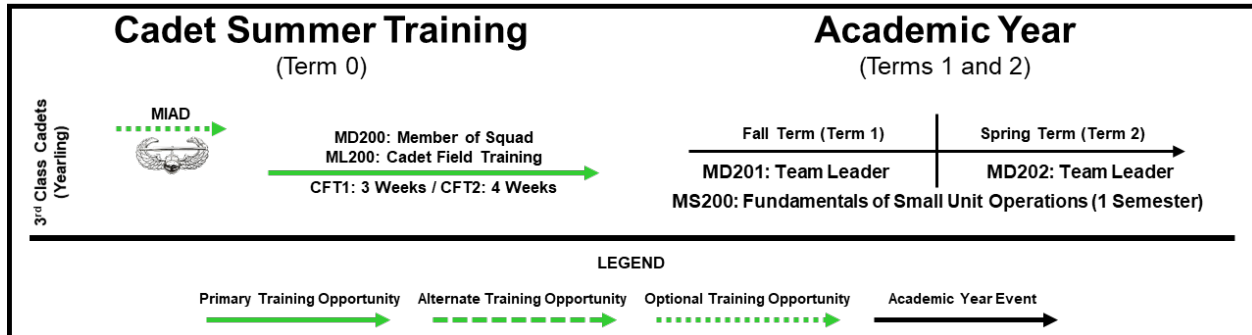 Cadet Summer Training
(Term 0)
Academic Year
(Terms 1 and 2)
3rd Class Cadets
(Yearling)
MIAD
MD200: Member of Squad
ML200: Cadet Field Training
CFT1: 3 Weeks / CFT2: 4 Weeks
Fall Term (Term 1)
Spring Term (Term 2)
MD201: Team Leader
MD202: Team Leader
MS200: Fundamentals of Small Unit Operations (1 Semester)
LEGEND
Primary Training Opportunity
Alternate Training Opportunity
Optional Training Opportunity
Academic Year Event